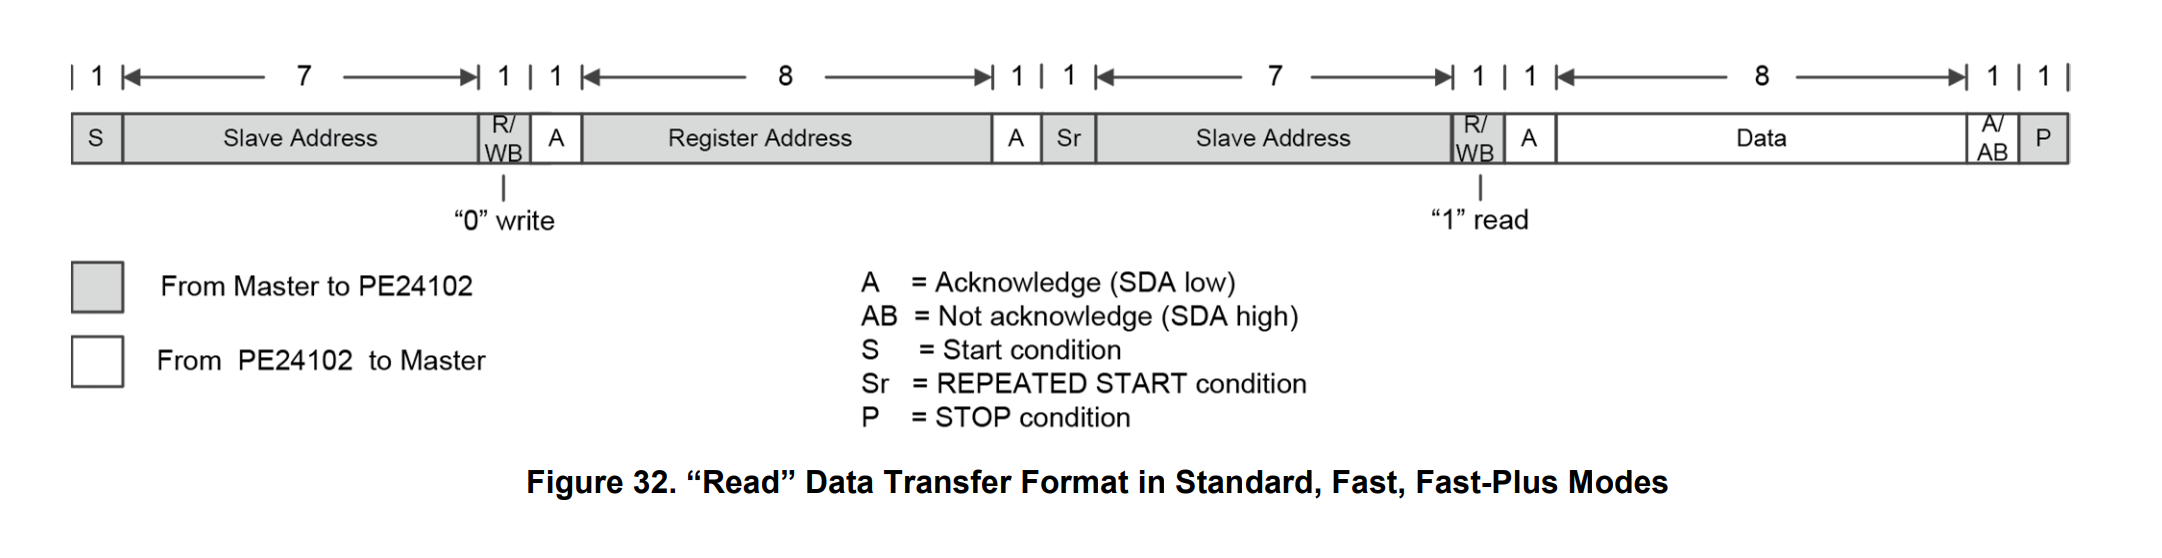 1 7 1 1 8 1 1 7 1 1 8 1 1
S Slave Address R/WB A Register Address A Sr Slave Address R/WB A Data A/AB P
“0” write “1” read
From Master to PE24102
From PE24102 to Master
A = Acknowledge (SDA low)
AB = Not acknowledge (SDA high)
S = Start condition
Sr = REPEATED START condition
P = STOP condition
Figure 32. “Read” Data Transfer Format in Standard, Fast, Fast-Plus Modes